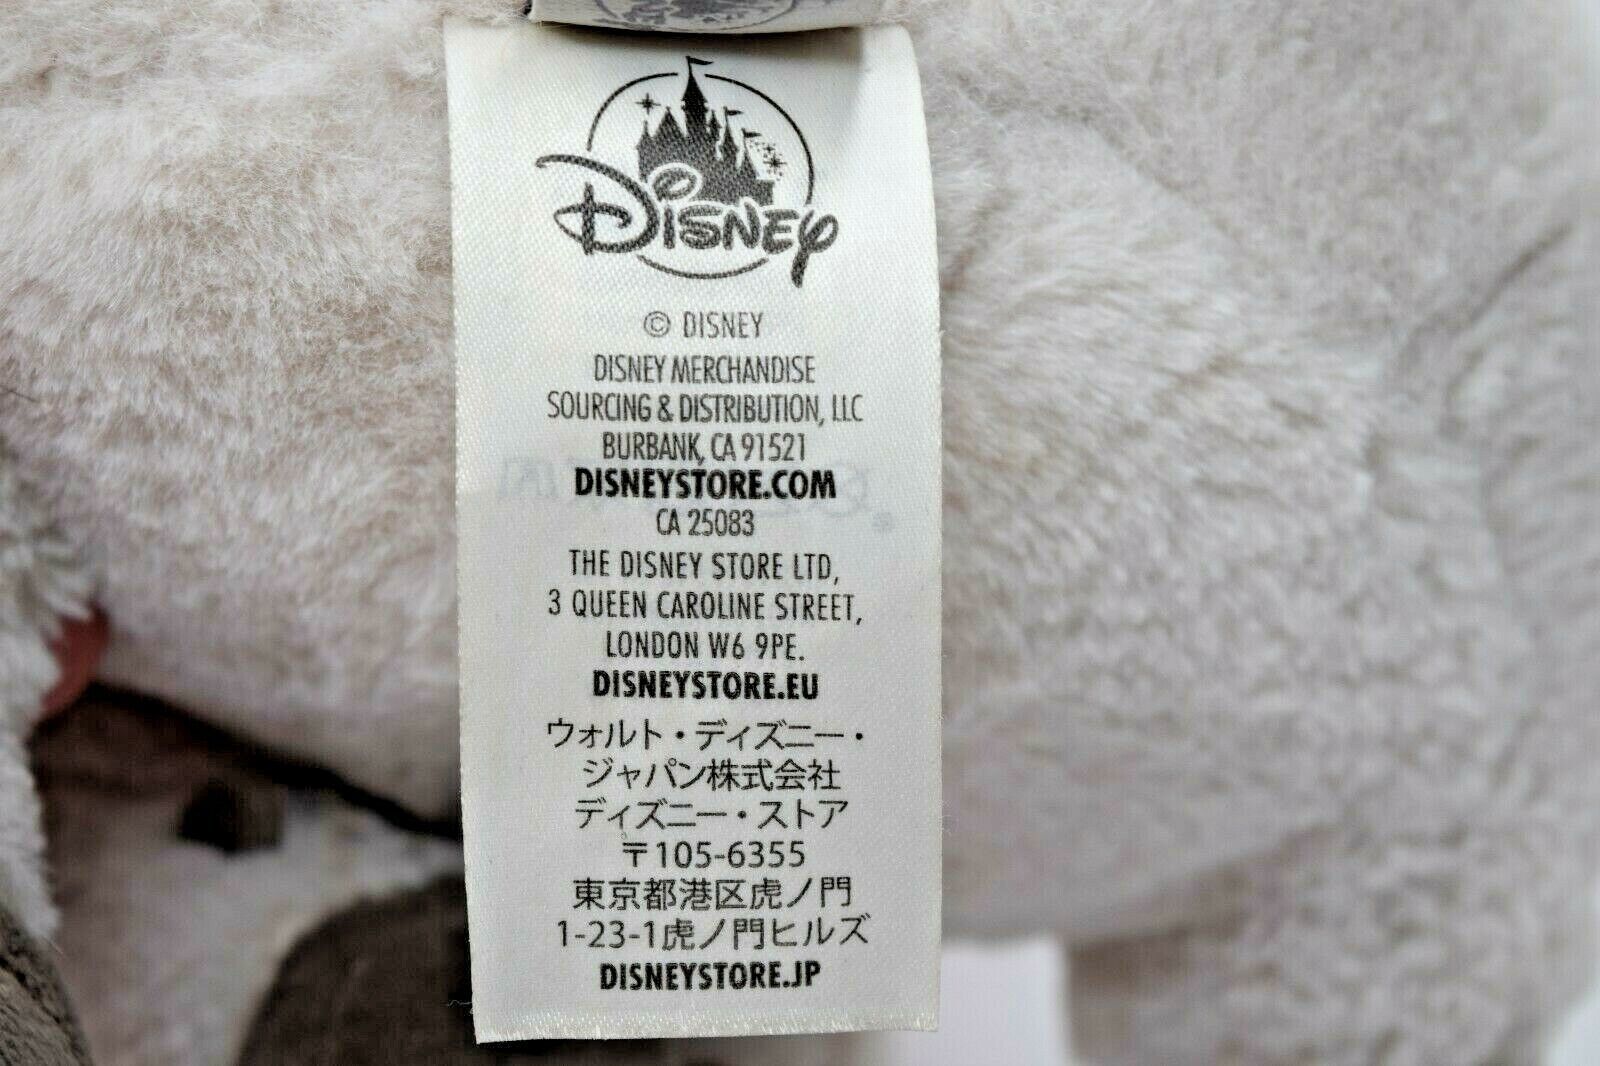 Disney
© DISNEY
DISNEY MERCHANDISE
SOURCING & DISTRIBUTION, LLC
BURBANK, CA 91521
DISNEYSTORE.COM
CA 25083
THE DISNEY STORE LTD,
3 QUEEN CAROLINE STREET,
LONDON W6 9PE.
DISNEYSTORE.EU
ウォルト・ディズニー・
ジャパン株式会社
ディズニー・ストア
〒105-6355
東京都港区虎ノ門
1-23-1虎ノ門ヒルズ
DISNEYSTORE.JP